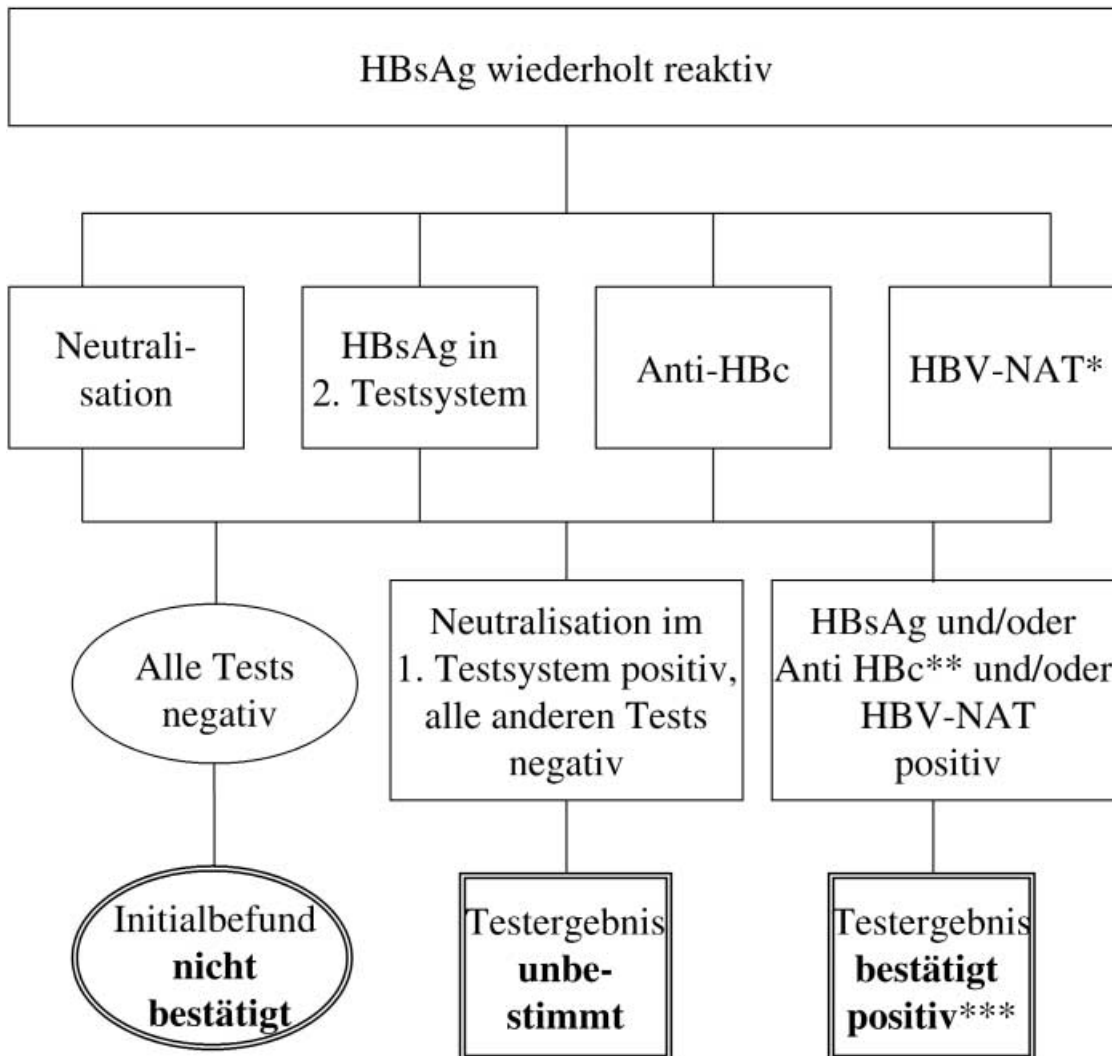 HBsAg wiederholt reaktiv
Neutrali-
sation
HBsAg in
2. Testsystem
Anti-HBc
HBV-NAT*
Alle Tests
negativ
Neutralisation im
1. Testsystem positiv,
alle anderen Tests
negativ
HBsAg und/oder
Anti HBc** und/oder
HBV-NAT
positiv
Initialbefund
nicht
bestätigt
Testergebnis
unbe-
stimmt
Testergebnis
bestätigt
positiv***